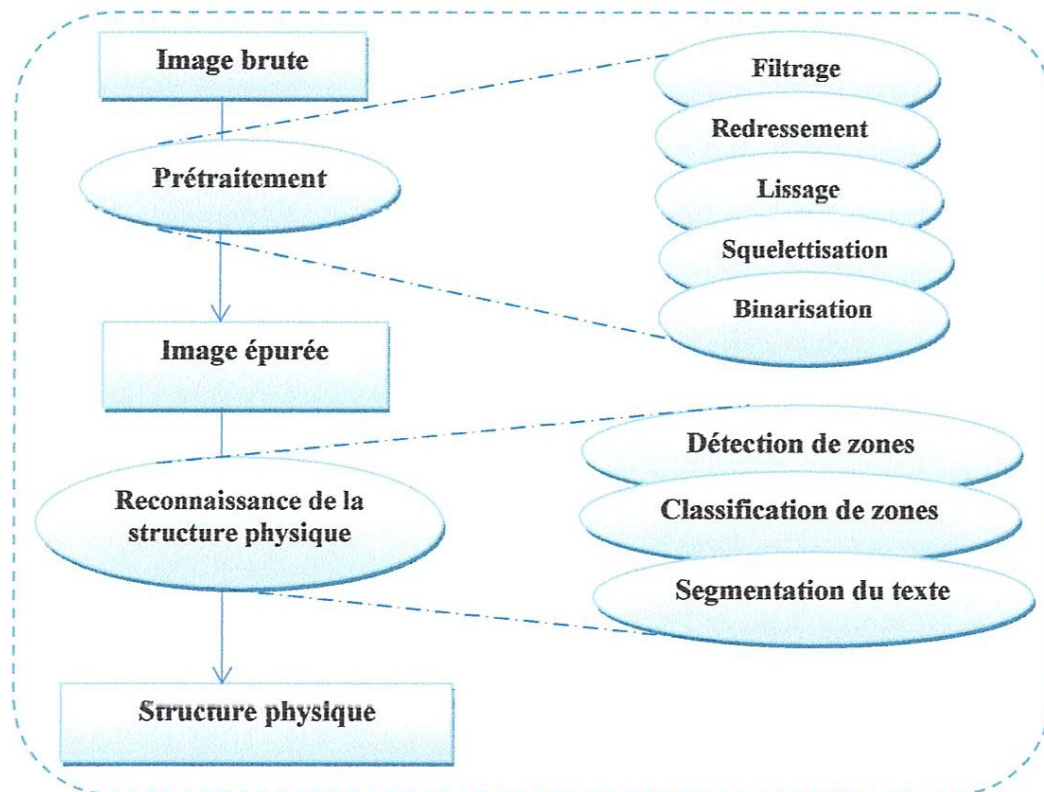 Image brute
Prétraitement
Image épurée
Reconnaissance de la
structure physique
Structure physique
Filtrage
Redressement
Lissage
Squelettisation
Binarisation
Détection de zones
Classification de zones
Segmentation du texte